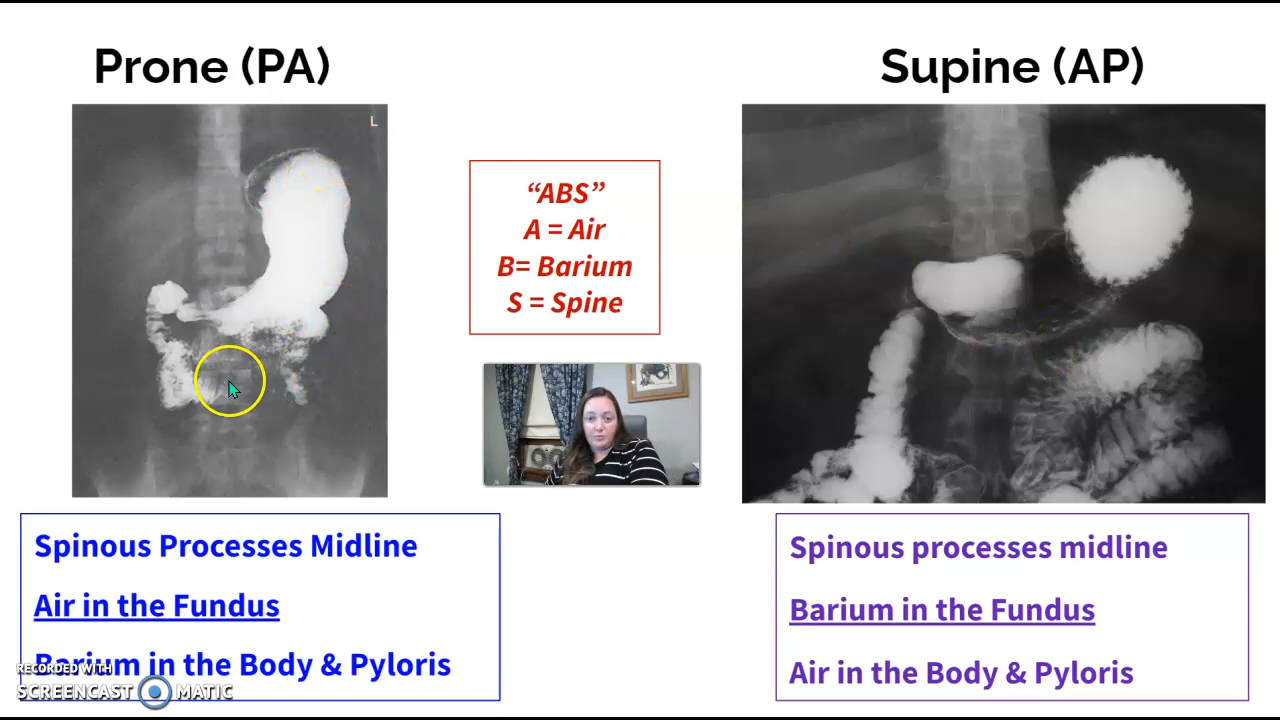 Prone (PA)
Supine (AP)
L
“ABS”
A = Air
B= Barium
S = Spine
Spinous Processes Midline
Air in the Fundus
Barium in the Body & Pyloris
Spinous processes midline
Barium in the Fundus
Air in the Body & Pyloris
RECORDED WITH
SCREENCAST MATIC